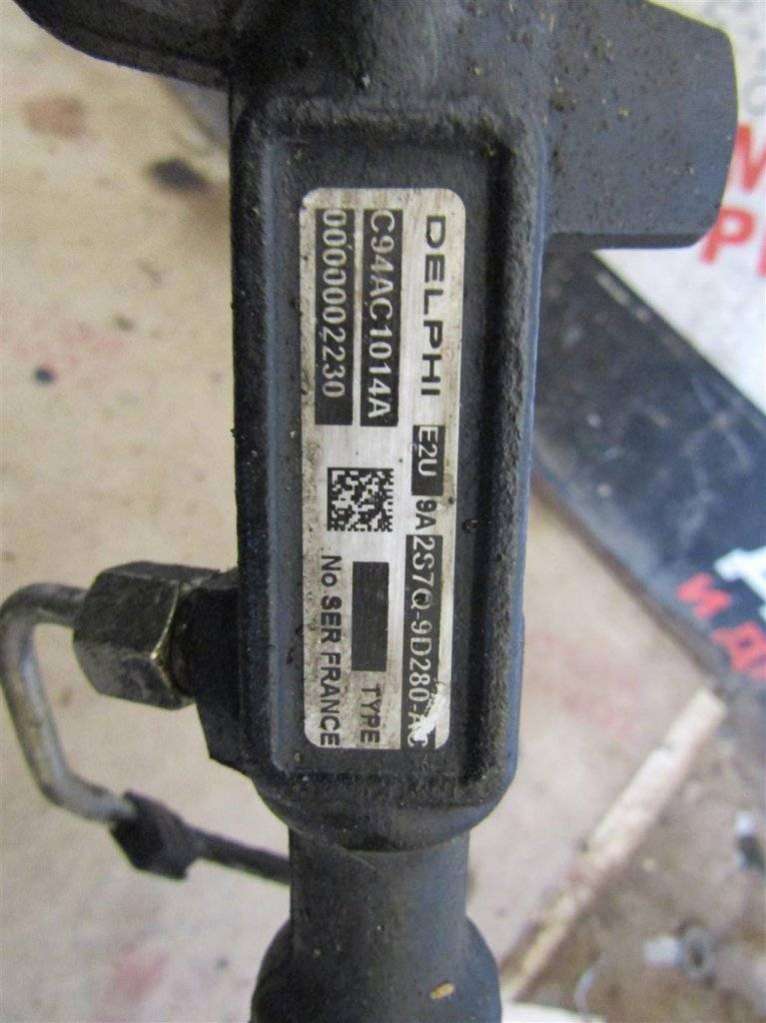 DELPHI E2U 9A 2S7Q-9D280-AC
C94AC1014A TYPE
0000002230 No SER FRANCE